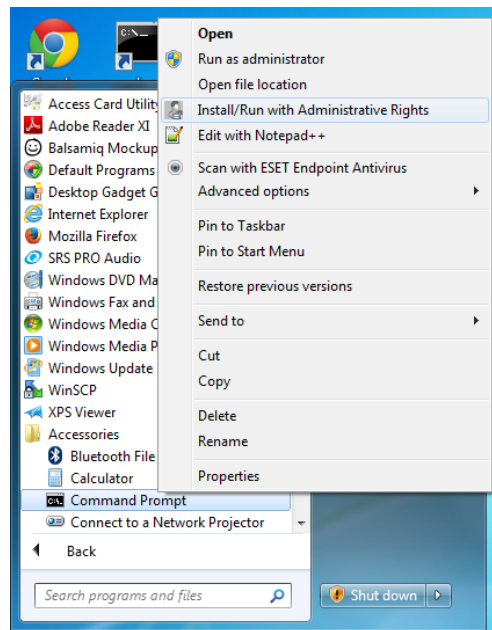 C:\_
Open
Run as administrator
Open file location
Install/Run with Administrative Rights
Edit with Notepad++
Scan with ESET Endpoint Antivirus
Advanced options
Pin to Taskbar
Pin to Start Menu
Restore previous versions
Send to
Cut
Copy
Delete
Rename
Properties
Access Card Utility
Adobe Reader XI
Balsamiq Mockup
Default Programs
Desktop Gadget G
Internet Explorer
Mozilla Firefox
SRS PRO Audio
Windows DVD Ma
Windows Fax and
Windows Media C
Windows Media P
Windows Update
WinSCP
XPS Viewer
Accessories
Bluetooth File
Calculator
Command Prompt
Connect to a Network Projector
Back
Search programs and files
Shut down